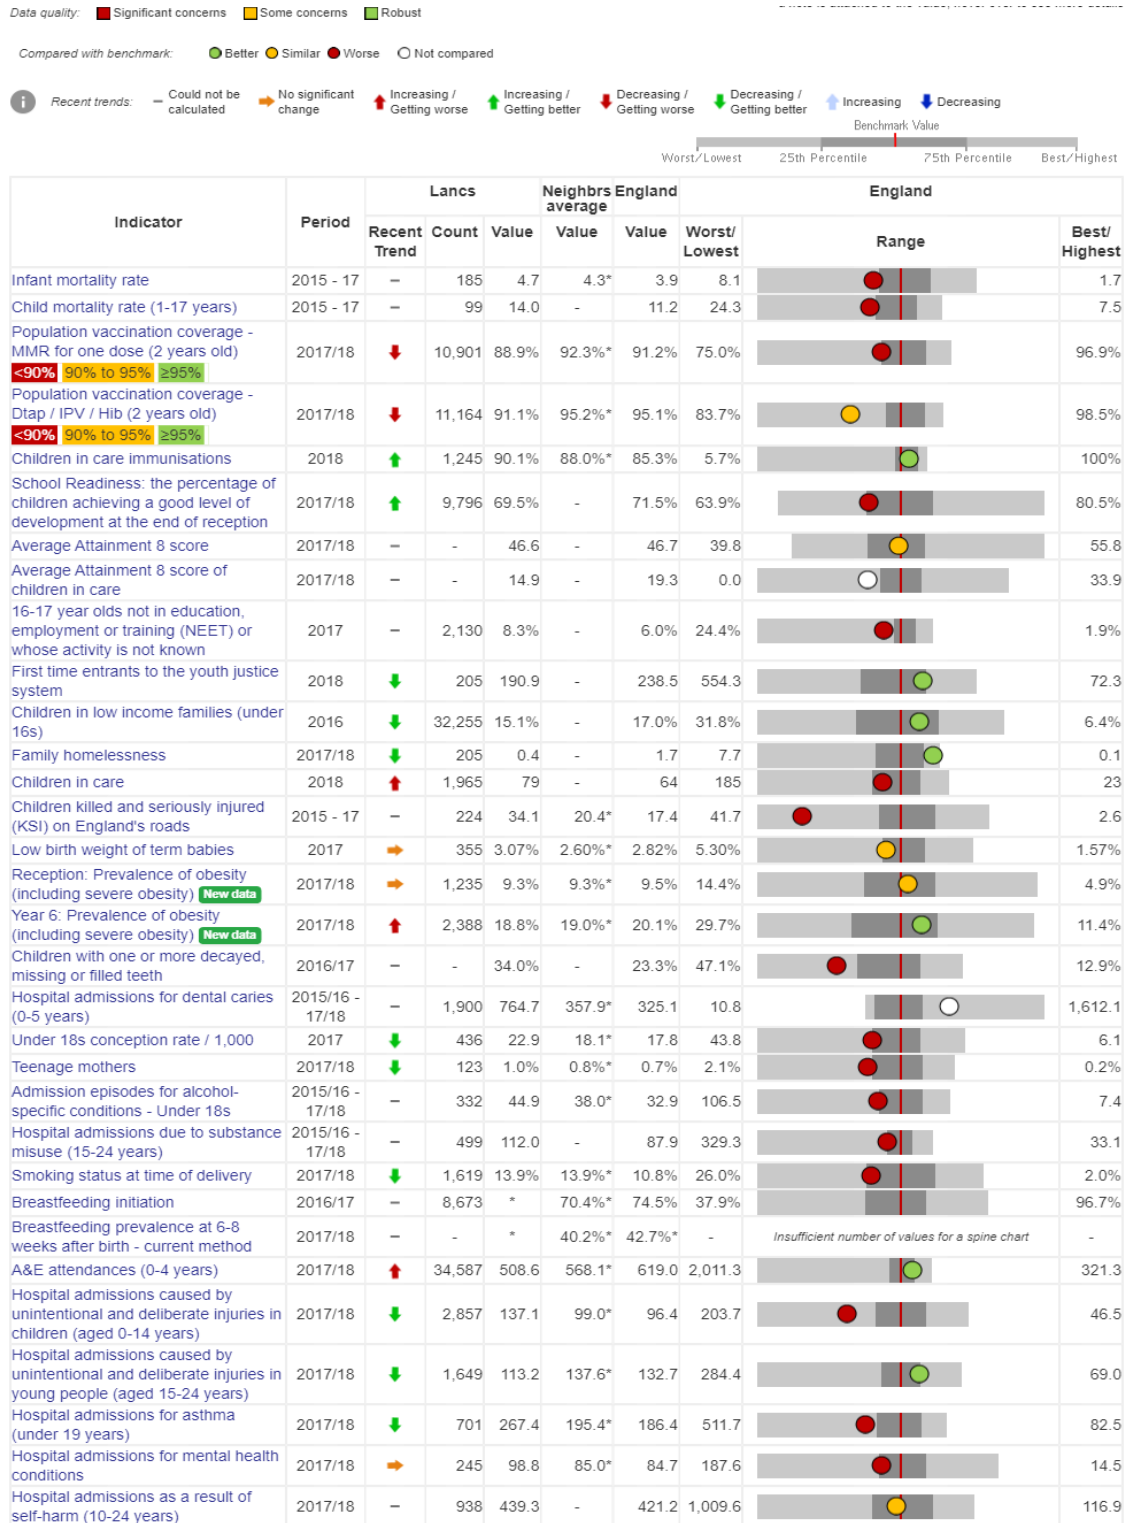 Data quality: Significant concerns Some concerns Robust
Compared with benchmark: Better Similar Worse Not compared
Recent trends: Could not be calculated No significant change Increasing / Getting worse Increasing / Getting better Decreasing / Getting worse Decreasing / Getting better Increasing Decreasing
Benchmark Value
Worst/Lowest 25th Percentile 75th Percentile Best/Highest
Indicator Period Lancs Neighbrs average England England
Recent Trend Count Value Value Value Worst/ Lowest Range Best/ Highest
Infant mortality rate 2015 - 17 – 185 4.7 4.3* 3.9 8.1 1.7
Child mortality rate (1-17 years) 2015 - 17 – 99 14.0 - 11.2 24.3 7.5
Population vaccination coverage -
MMR for one dose (2 years old) 2017/18 10,901 88.9% 92.3%* 91.2% 75.0% 96.9%
<90% 90% to 95% ≥95%
Population vaccination coverage -
Dtap / IPV / Hib (2 years old) 2017/18 11,164 91.1% 95.2%* 95.1% 83.7% 98.5%
<90% 90% to 95% ≥95%
Children in care immunisations 2018 1,245 90.1% 88.0%* 85.3% 5.7% 100%
School Readiness: the percentage of
children achieving a good level of 2017/18 9,796 69.5% - 71.5% 63.9% 80.5%
development at the end of reception
Average Attainment 8 score 2017/18 – - 46.6 - 46.7 39.8 55.8
Average Attainment 8 score of
children in care 2017/18 – - 14.9 - 19.3 0.0 33.9
16-17 year olds not in education,
employment or training (NEET) or 2017 – 2,130 8.3% - 6.0% 24.4% 1.9%
whose activity is not known
First time entrants to the youth justice
system 2018 205 190.9 - 238.5 554.3 72.3
Children in low income families (under
16s) 2016 32,255 15.1% - 17.0% 31.8% 6.4%
Family homelessness 2017/18 205 0.4 - 1.7 7.7 0.1
Children in care 2018 1,965 79 - 64 185 23
Children killed and seriously injured
(KSI) on England's roads 2015 - 17 – 224 34.1 20.4* 17.4 41.7 2.6
Low birth weight of term babies 2017 355 3.07% 2.60%* 2.82% 5.30% 1.57%
Reception: Prevalence of obesity
(including severe obesity) New data 2017/18 1,235 9.3% 9.3%* 9.5% 14.4% 4.9%
Year 6: Prevalence of obesity
(including severe obesity) New data 2017/18 2,388 18.8% 19.0%* 20.1% 29.7% 11.4%
Children with one or more decayed,
missing or filled teeth 2016/17 – - 34.0% - 23.3% 47.1% 12.9%
Hospital admissions for dental caries
(0-5 years) 2015/16 - 17/18 – 1,900 764.7 357.9* 325.1 10.8 1,612.1
Under 18s conception rate / 1,000 2017 436 22.9 18.1* 17.8 43.8 6.1
Teenage mothers 2017/18 123 1.0% 0.8%* 0.7% 2.1% 0.2%
Admission episodes for alcohol-
specific conditions - Under 18s 2015/16 - 17/18 – 332 44.9 38.0* 32.9 106.5 7.4
Hospital admissions due to substance
misuse (15-24 years) 2015/16 - 17/18 – 499 112.0 - 87.9 329.3 33.1
Smoking status at time of delivery 2017/18 1,619 13.9% 13.9%* 10.8% 26.0% 2.0%
Breastfeeding initiation 2016/17 – 8,673 * 70.4%* 74.5% 37.9% 96.7%
Breastfeeding prevalence at 6-8
weeks after birth - current method 2017/18 – - * 40.2%* 42.7%* - Insufficient number of values for a spine chart -
A&E attendances (0-4 years) 2017/18 34,587 508.6 568.1* 619.0 2,011.3 321.3
Hospital admissions caused by
unintentional and deliberate injuries in 2017/18 2,857 137.1 99.0* 96.4 203.7 46.5
children (aged 0-14 years)
Hospital admissions caused by
unintentional and deliberate injuries in 2017/18 1,649 113.2 137.6* 132.7 284.4 69.0
young people (aged 15-24 years)
Hospital admissions for asthma
(under 19 years) 2017/18 701 267.4 195.4* 186.4 511.7 82.5
Hospital admissions for mental health
conditions 2017/18 245 98.8 85.0* 84.7 187.6 14.5
Hospital admissions as a result of
self-harm (10-24 years) 2017/18 – 938 439.3 - 421.2 1,009.6 116.9